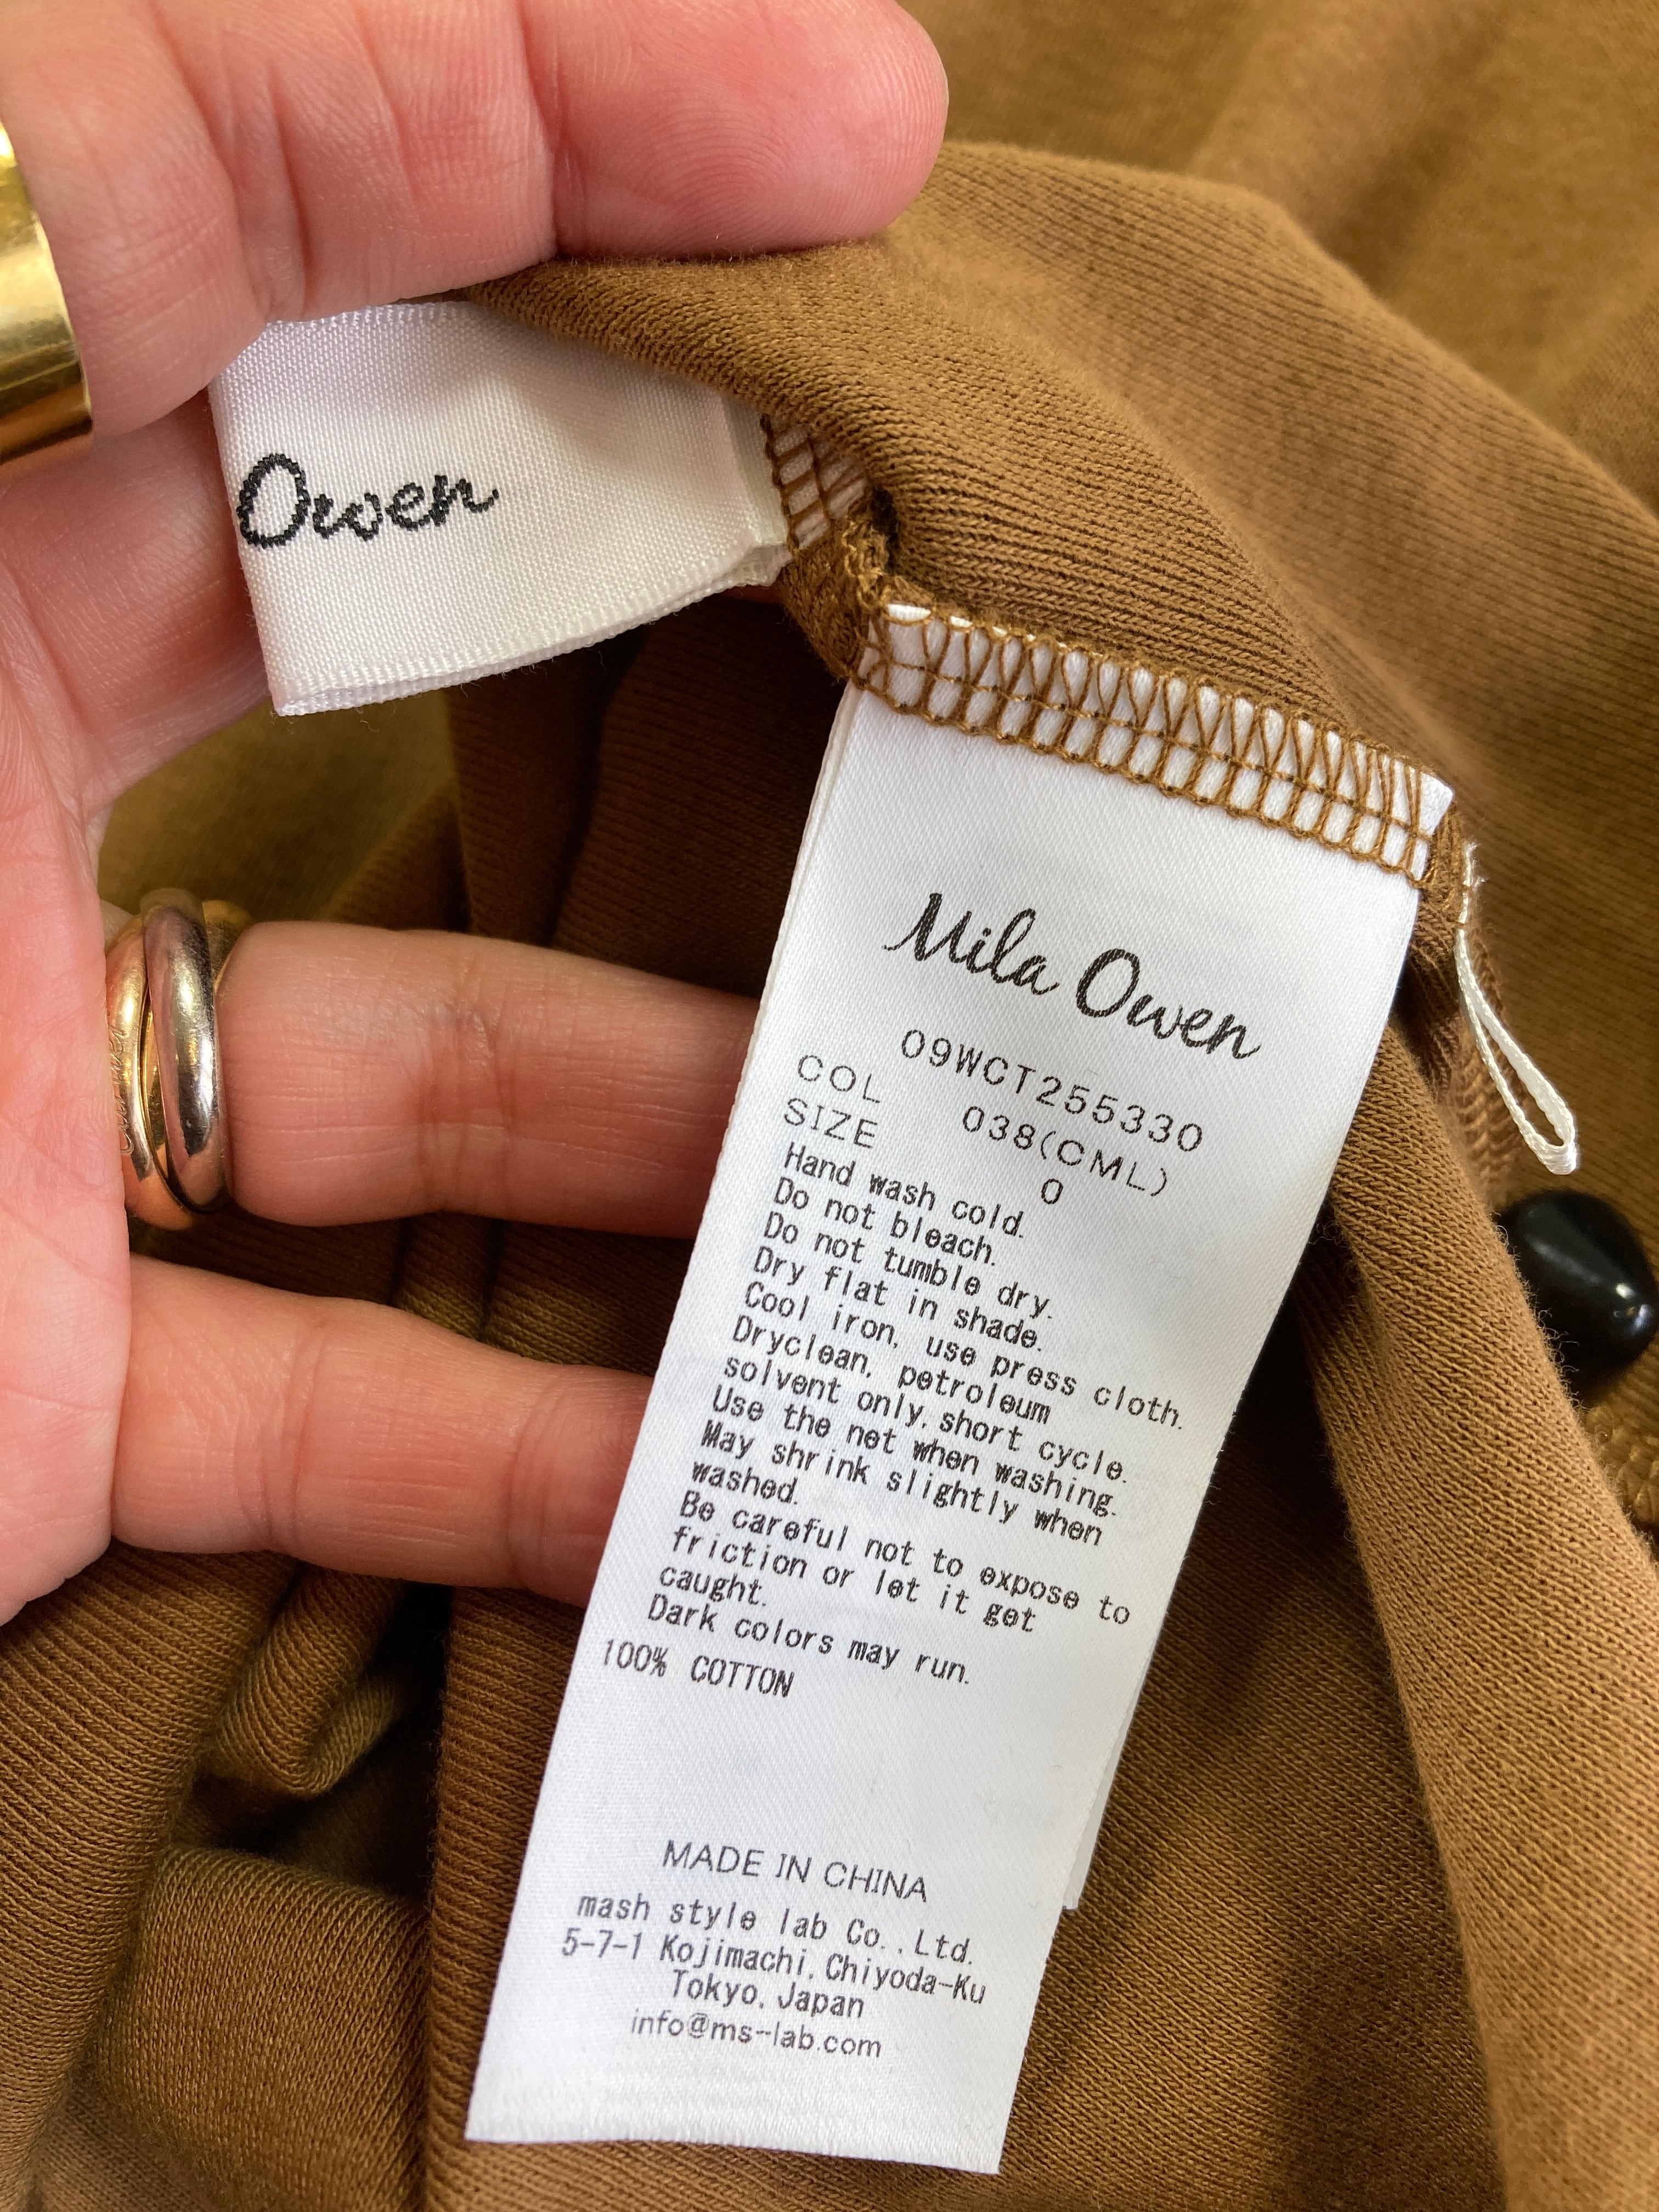 Owen
Mila Owen
09WCT255330
COL 038(CML)
SIZE 0
Hand wash cold.
Do not bleach.
Do not tumble dry.
Dry flat in shade.
Cool iron, use press cloth.
Dryclean, petroleum
solvent only, short cycle.
Use the net when washing.
May shrink slightly when
washed.
Be careful not to expose to
friction or let it get
caught.
Dark colors may run.
100% COTTON
MADE IN CHINA
mash style lab Co.,Ltd.
5-7-1 Kojimachi, Chiyoda-Ku
Tokyo, Japan
info@ms-lab.com